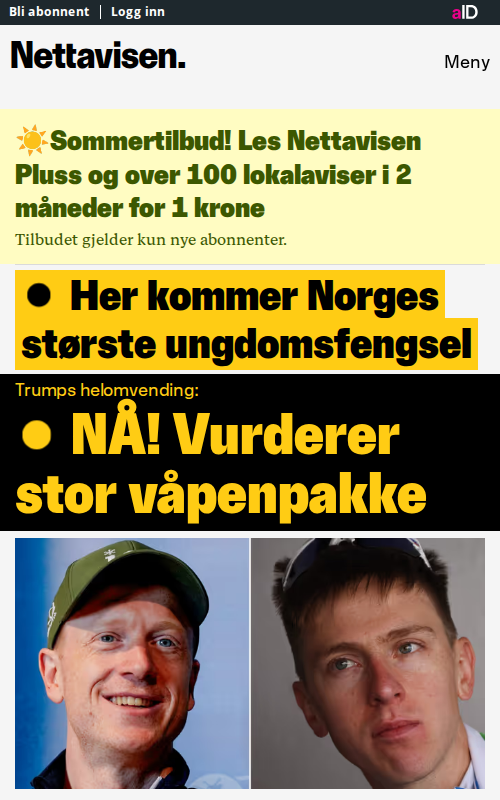 Bli abonnent
Logg inn
aID
Nettavisen.
Meny
☀️Sommertilbud! Les Nettavisen
Pluss og over 100 lokalaviser i 2
måneder for 1 krone
Tilbudet gjelder kun nye abonnenter.
Her kommer Norges
største ungdomsfengsel
Trumps helomvending:
NÅ! Vurderer
stor våpenpakke